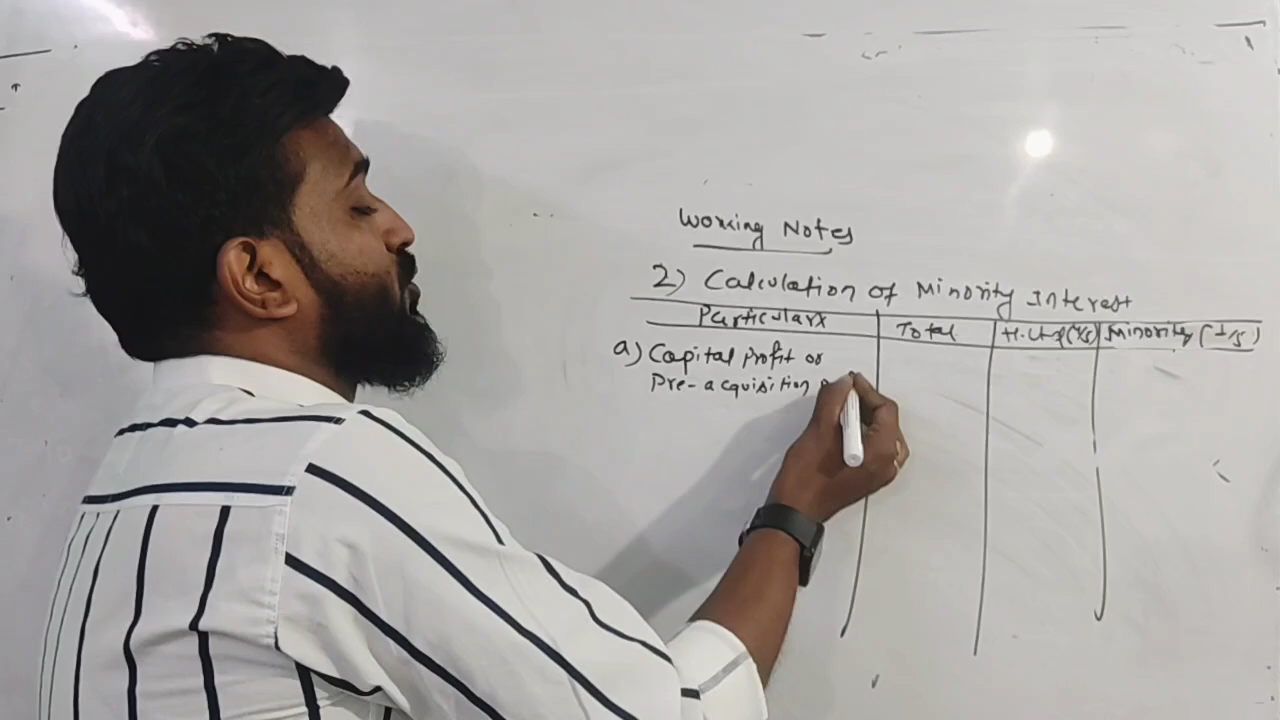 Working Notes
2) Calculation of Minority Interest
Particulars Total H.Ltd (4/5) Minority (1/5)
a) Capital Profit or
Pre-acquisition